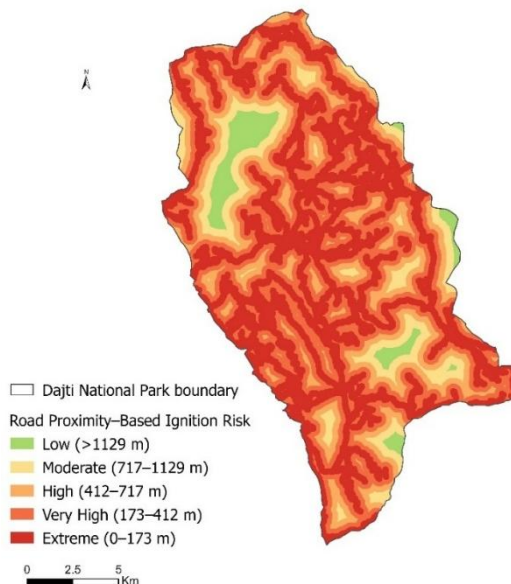 N
Dajti National Park boundary
Road Proximity–Based Ignition Risk
Low (>1129 m)
Moderate (717–1129 m)
High (412–717 m)
Very High (173–412 m)
Extreme (0–173 m)
0 2.5 5
Km